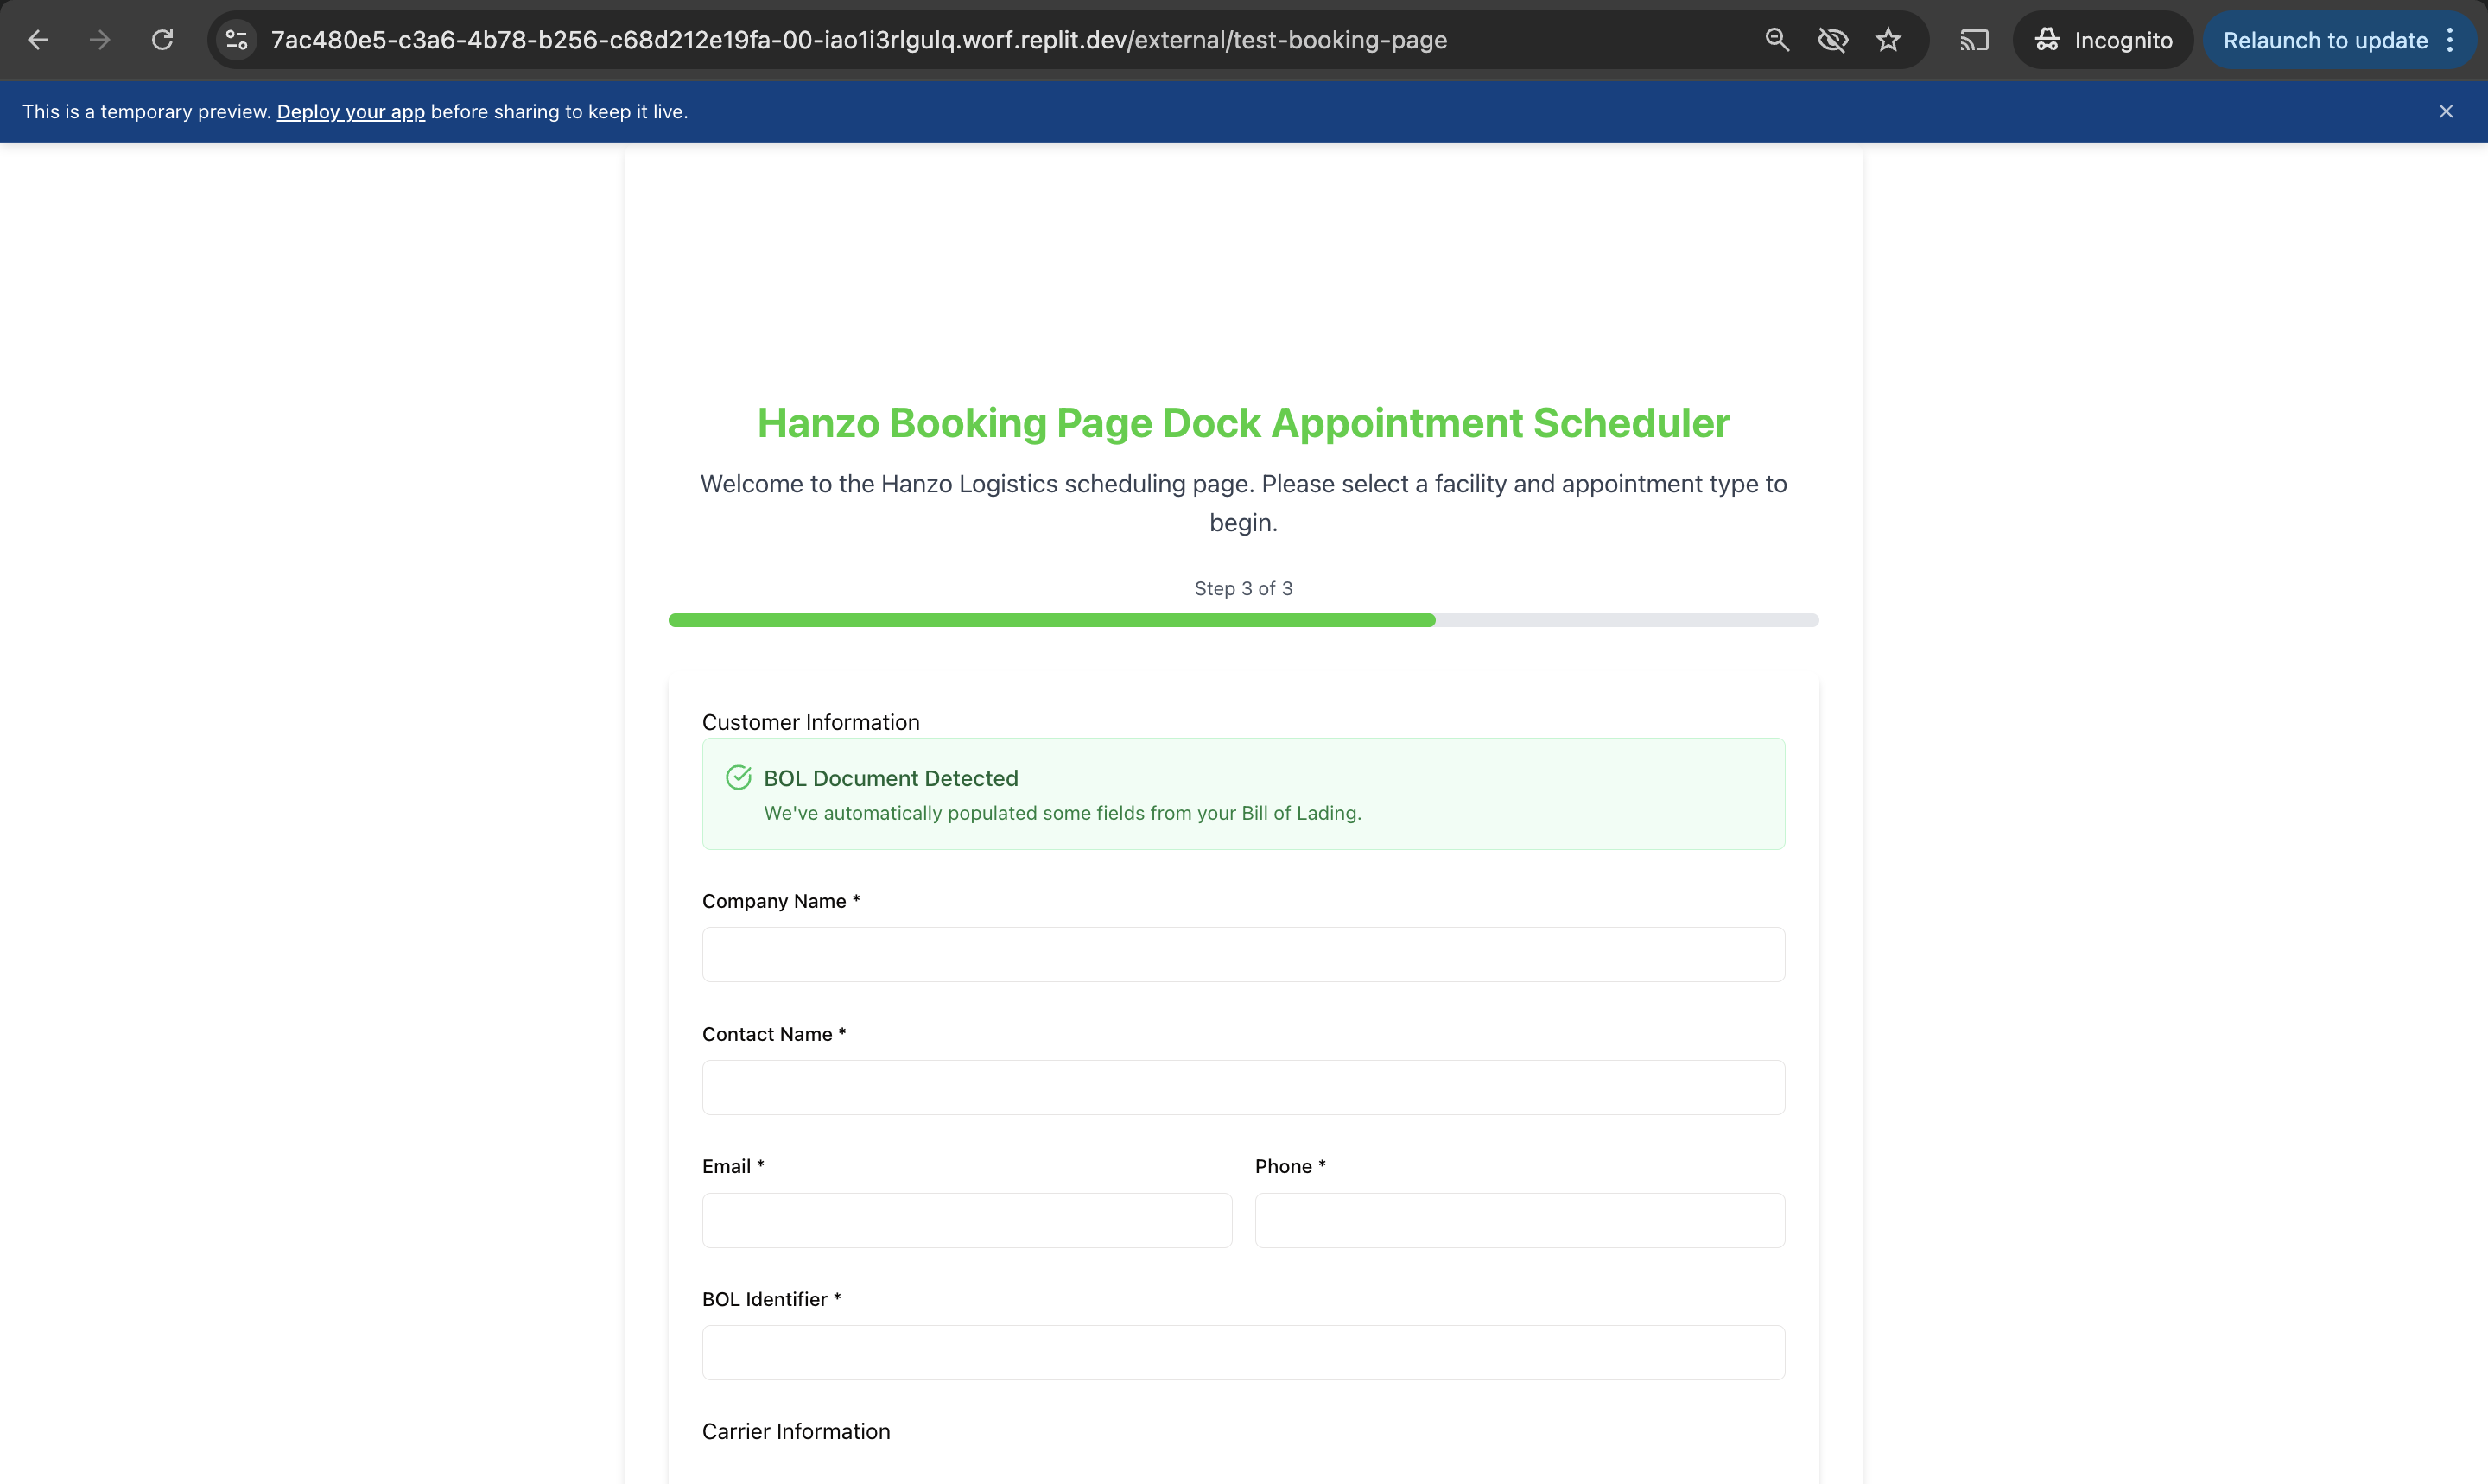 7ac480e5-c3a6-4b78-b256-c68d212e19fa-00-iao1i3rlgulq.worf.replit.dev/external/test-booking-page
Incognito
Relaunch to update
This is a temporary preview. Deploy your app before sharing to keep it live.
Hanzo Booking Page Dock Appointment Scheduler
Welcome to the Hanzo Logistics scheduling page. Please select a facility and appointment type to
begin.
Step 3 of 3
Customer Information
BOL Document Detected
We've automatically populated some fields from your Bill of Lading.
Company Name *
Contact Name *
Email *
Phone *
BOL Identifier *
Carrier Information